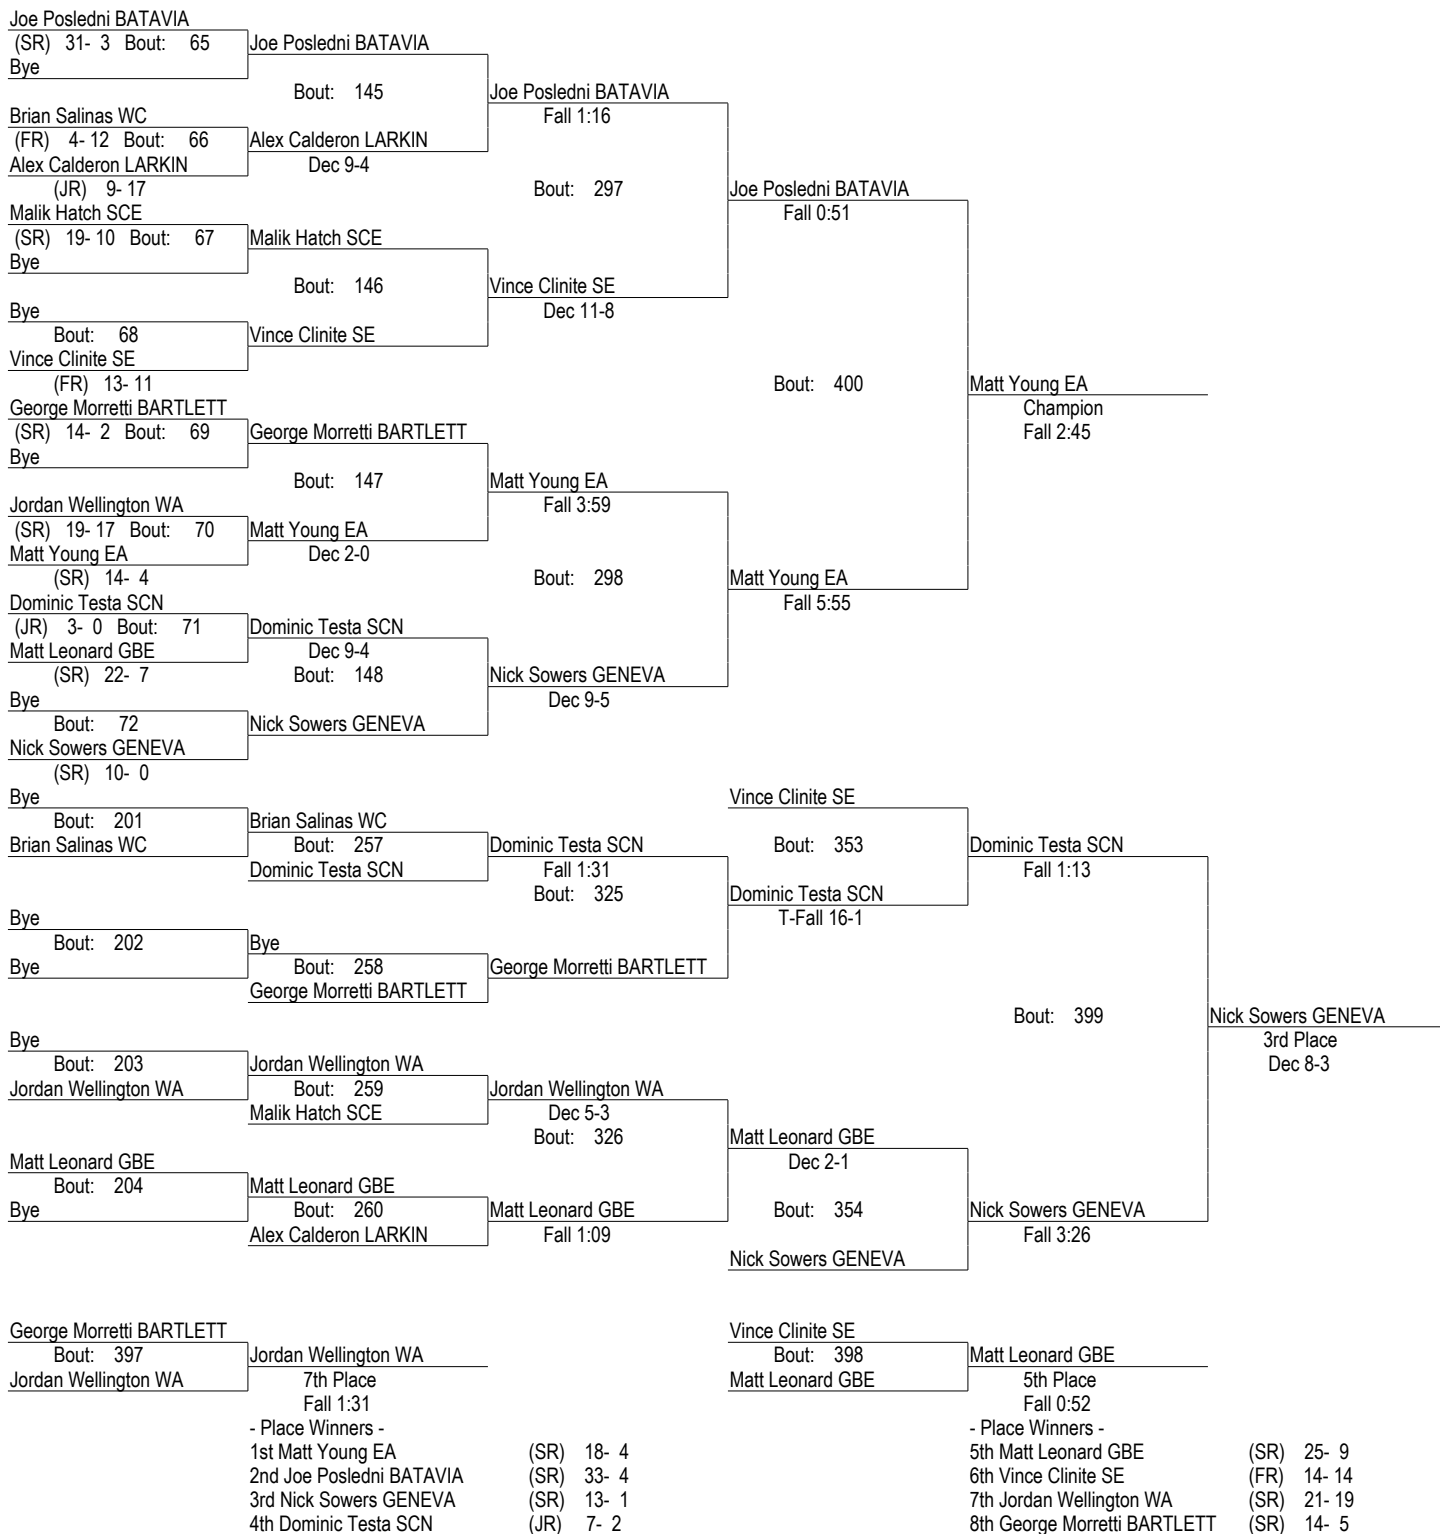 Joe Posledni BATAVIA
(SR) 31- 3 Bout: 65 Joe Posledni BATAVIA
Bye
Bout: 145 Joe Posledni BATAVIA
Brian Salinas WC Fall 1:16
(FR) 4- 12 Bout: 66 Alex Calderon LARKIN
Alex Calderon LARKIN Dec 9-4
(JR) 9- 17 Bout: 297 Joe Posledni BATAVIA
Malik Hatch SCE Fall 0:51
(SR) 19- 10 Bout: 67 Malik Hatch SCE
Bye
Bout: 146 Vince Clinite SE
Bye Dec 11-8
Bout: 68 Vince Clinite SE
Vince Clinite SE
(FR) 13- 11 Bout: 400 Matt Young EA
George Morretti BARTLETT Champion
(SR) 14- 2 Bout: 69 George Morretti BARTLETT Fall 2:45
Bye
Bout: 147 Matt Young EA
Jordan Wellington WA Fall 3:59
(SR) 19- 17 Bout: 70 Matt Young EA
Matt Young EA Dec 2-0
(SR) 14- 4 Bout: 298 Matt Young EA
Dominic Testa SCN Fall 5:55
(JR) 3- 0 Bout: 71 Dominic Testa SCN
Matt Leonard GBE Dec 9-4
(SR) 22- 7 Bout: 148 Nick Sowers GENEVA
Bye Dec 9-5
Bout: 72 Nick Sowers GENEVA
Nick Sowers GENEVA
(SR) 10- 0
Bye Vince Clinite SE
Bout: 201 Brian Salinas WC
Brian Salinas WC Bout: 257 Dominic Testa SCN Bout: 353 Dominic Testa SCN
Dominic Testa SCN Fall 1:31 Fall 1:13
Bout: 325 Dominic Testa SCN
Bye T-Fall 16-1
Bout: 202 Bye
Bye Bout: 258 George Morretti BARTLETT
George Morretti BARTLETT
Bout: 399 Nick Sowers GENEVA
Bye 3rd Place
Bout: 203 Jordan Wellington WA Dec 8-3
Jordan Wellington WA Bout: 259 Jordan Wellington WA
Malik Hatch SCE Dec 5-3
Bout: 326 Matt Leonard GBE
Matt Leonard GBE Dec 2-1
Bout: 204 Matt Leonard GBE
Bye Bout: 260 Matt Leonard GBE Bout: 354 Nick Sowers GENEVA
Alex Calderon LARKIN Fall 1:09 Fall 3:26
Nick Sowers GENEVA
George Morretti BARTLETT Vince Clinite SE
Bout: 397 Jordan Wellington WA Bout: 398 Matt Leonard GBE
Jordan Wellington WA 7th Place Matt Leonard GBE 5th Place
Fall 1:31 Fall 0:52
- Place Winners - - Place Winners -
1st Matt Young EA (SR) 18- 4 5th Matt Leonard GBE (SR) 25- 9
2nd Joe Posledni BATAVIA (SR) 33- 4 6th Vince Clinite SE (FR) 14- 14
3rd Nick Sowers GENEVA (SR) 13- 1 7th Jordan Wellington WA (SR) 21- 19
4th Dominic Testa SCN (JR) 7- 2 8th George Morretti BARTLETT (SR) 14- 5